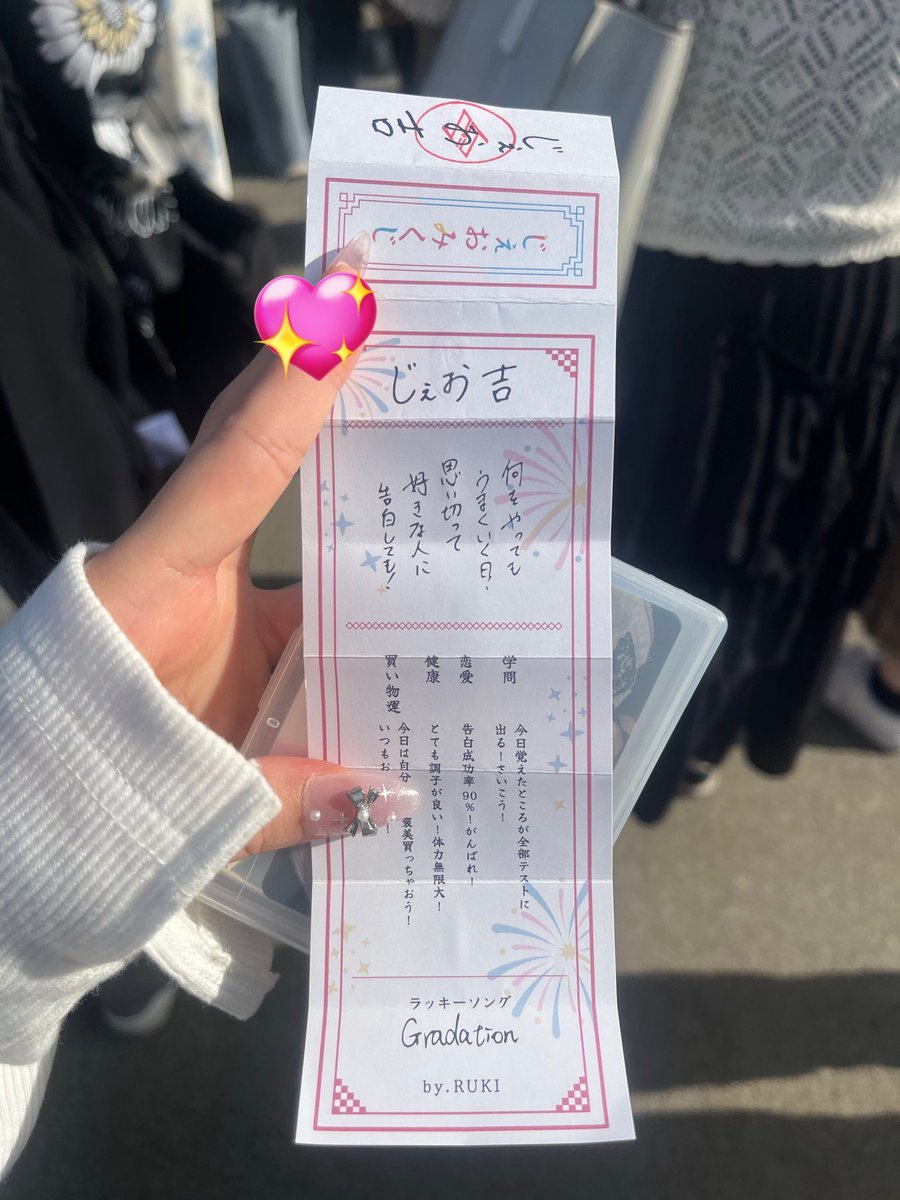 じぇお吉
じぇおみくじ
じぇお吉
何をやっても
うまくいく日、
思い切って
好きな人に
告白しても!
学問
今日覚えたところが全部テストに
出る!さいこう!
恋愛
告白成功率90%!がんばれ!
健康
とても調子が良い!体力無限大!
買い物運
今日は自分
褒美買っちゃおう!
いつもお
!
ラッキーソング
Gradation
by.RUKI